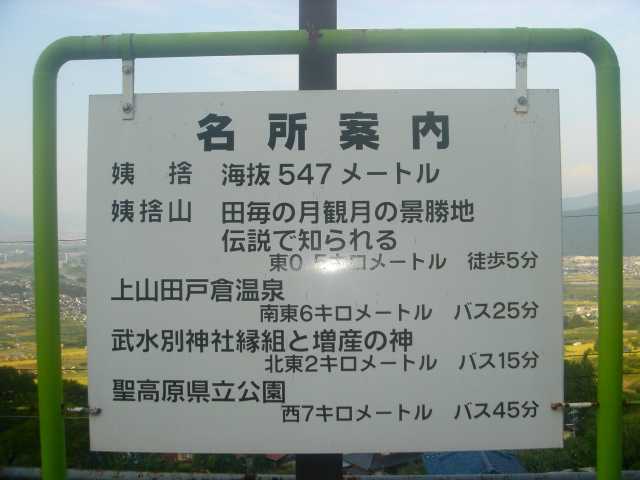 名所案内
姨捨 海抜547メートル
姨捨山 田毎の月観月の景勝地
伝説で知られる
東0.5キロメートル 徒歩5分
上山田戸倉温泉
南東6キロメートル バス25分
武水別神社縁組と増産の神
北東2キロメートル バス15分
聖高原県立公園
西7キロメートル バス45分